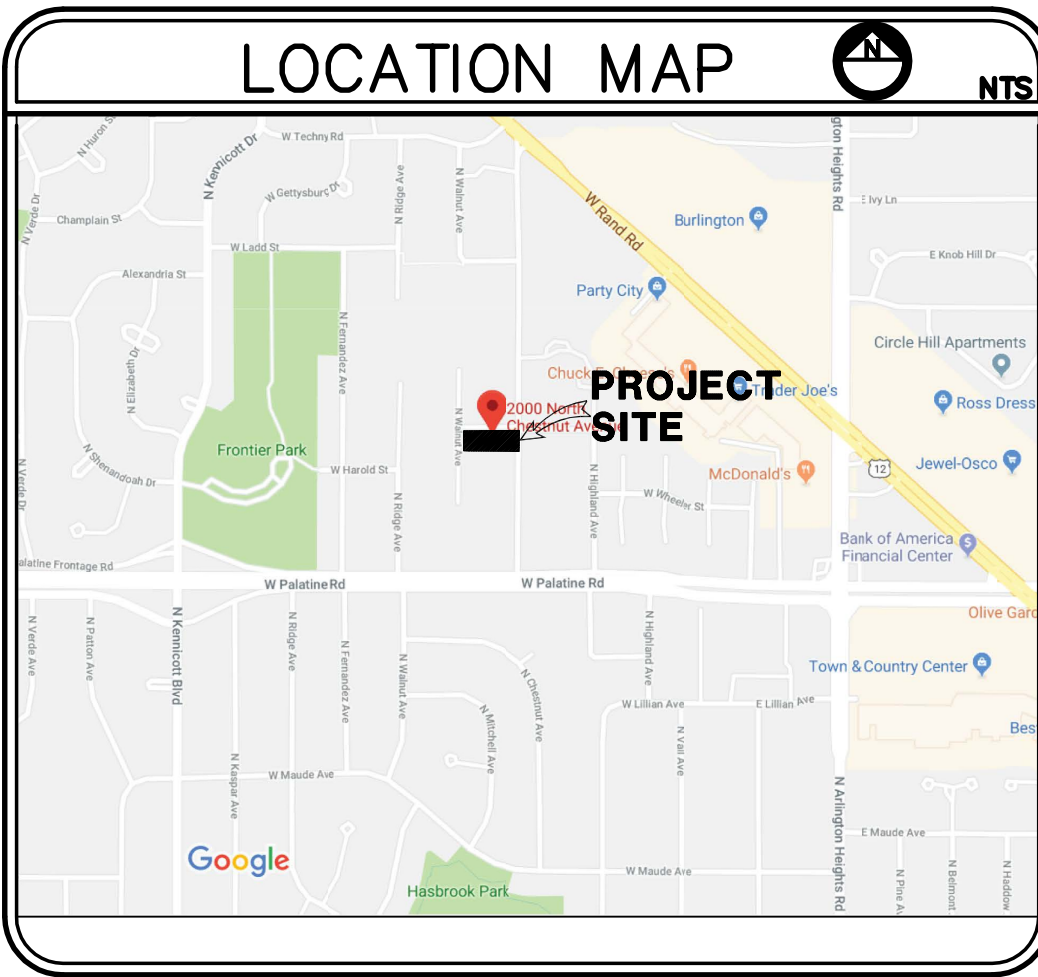 LOCATION MAP
N
NTS
N Huron St
W Techny Rd
N Kennicott Dr
W Gettysburg Dr
N Ridge Ave
N Walnut Ave
W Rand Rd
gton Heights Rd
E Ivy Ln
N Verde Dr
Champlain St
Burlington
W Ladd St
E Knob Hill Dr
Alexandria St
Party City
N Fernandez Ave
Circle Hill Apartments
N Elizabeth Dr
PROJECT
SITE
Trader Joe's
Ross Dress
2000 North
N Walnut Ave
Frontier Park
N Shenandoah Dr
W Harold St
McDonald's
Jewel-Osco
12
N Verde Dr
N Ridge Ave
N Highland Ave
W Wheeler St
Bank of America
Financial Center
alatine Frontage Rd
W Palatine Rd
W Palatine Rd
Olive Gard
N Verde Ave
N Patton Ave
N Kennicott Blvd
N Ridge Ave
N Fernandez Ave
N Walnut Ave
N Chestnut Ave
N Highland Ave
Town & Country Center
W Lillian Ave
E Lillian Ave
N Mitchell Ave
N Vail Ave
Bes
N Kaspar Ave
W Maude Ave
N Arlington Heights Rd
E Maude Ave
Google
W Maude Ave
Hasbrook Park
N Pine Av
N Belmont
N Haddow